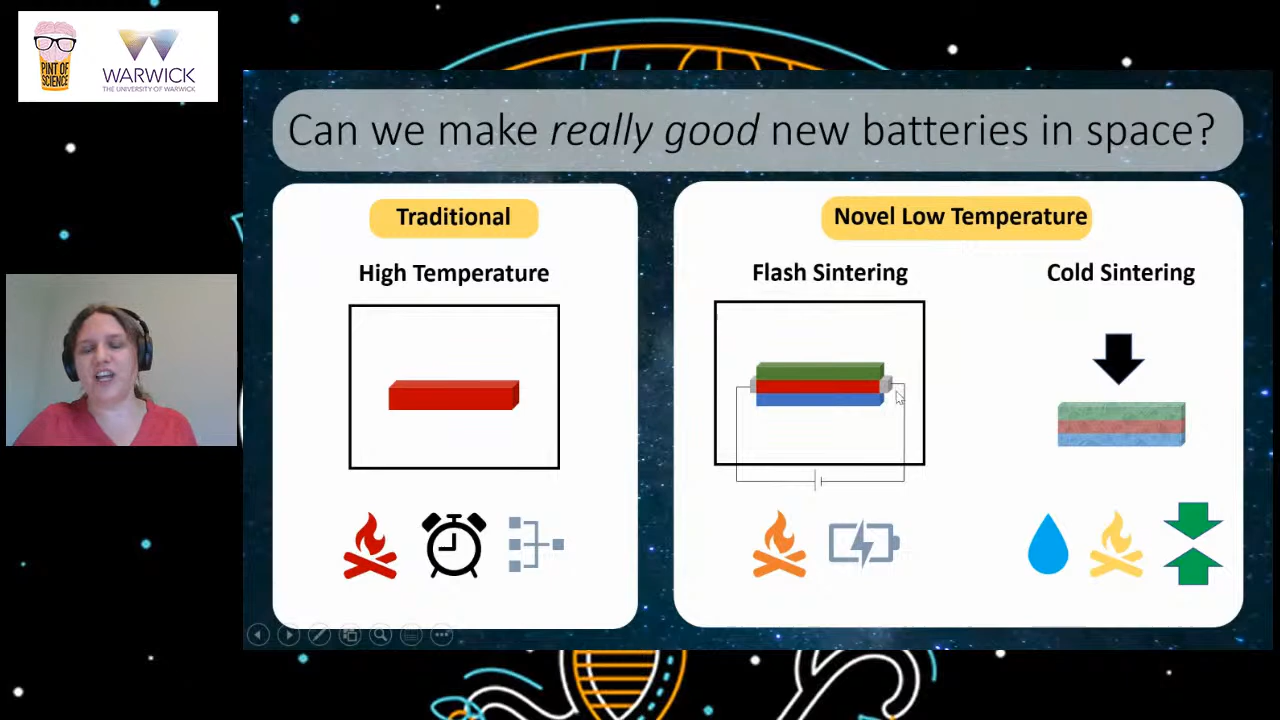 PINT OF
SCIENCE
WARWICK
THE UNIVERSITY OF WARWICK
Can we make really good new batteries in space?
Traditional
High Temperature
Novel Low Temperature
Flash Sintering
Cold Sintering